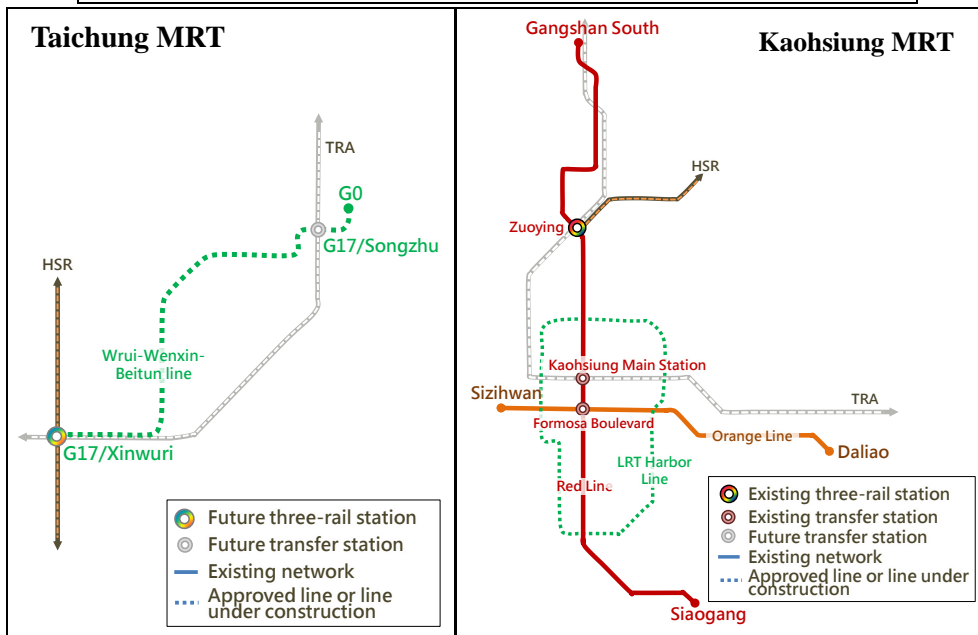 Taichung MRT
TRA
G0
G17/Songzhu
HSR
Wrui-Wenxin-
Beitun line
G17/Xinwuri
Future three-rail station
Future transfer station
Existing network
Approved line or line
under construction
Kaohsiung MRT
Gangshan South
HSR
Zuoying
Kaohsiung Main Station
Sizihwan
TRA
Formosa Boulevard
Orange Line
Daliao
LRT Harbor
Line
Red Line
Siaogang
Existing three-rail station
Existing transfer station
Future transfer station
Existing network
Approved line or line under
construction